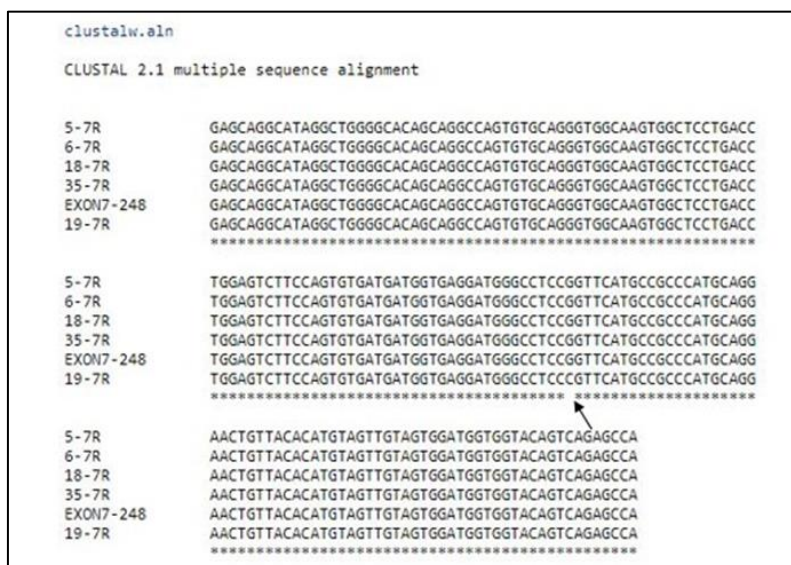 clustalw.aln
CLUSTAL 2.1 multiple sequence alignment
5-7R GAGCAGGCATAGGCTGGGGCACAGCAGGCCAGTGTGCAGGGTGGCAAGTGGCTCCTGACC
6-7R GAGCAGGCATAGGCTGGGGCACAGCAGGCCAGTGTGCAGGGTGGCAAGTGGCTCCTGACC
18-7R GAGCAGGCATAGGCTGGGGCACAGCAGGCCAGTGTGCAGGGTGGCAAGTGGCTCCTGACC
35-7R GAGCAGGCATAGGCTGGGGCACAGCAGGCCAGTGTGCAGGGTGGCAAGTGGCTCCTGACC
EXON7-248 GAGCAGGCATAGGCTGGGGCACAGCAGGCCAGTGTGCAGGGTGGCAAGTGGCTCCTGACC
19-7R GAGCAGGCATAGGCTGGGGCACAGCAGGCCAGTGTGCAGGGTGGCAAGTGGCTCCTGACC
************************************************************
5-7R TGGAGTCTTCCAGTGTGATGATGGTGAGGATGGGCCTCCGGTTCATGCCGCCCATGCAGG
6-7R TGGAGTCTTCCAGTGTGATGATGGTGAGGATGGGCCTCCGGTTCATGCCGCCCATGCAGG
18-7R TGGAGTCTTCCAGTGTGATGATGGTGAGGATGGGCCTCCGGTTCATGCCGCCCATGCAGG
35-7R TGGAGTCTTCCAGTGTGATGATGGTGAGGATGGGCCTCCGGTTCATGCCGCCCATGCAGG
EXON7-248 TGGAGTCTTCCAGTGTGATGATGGTGAGGATGGGCCTCCGGTTCATGCCGCCCATGCAGG
19-7R TGGAGTCTTCCAGTGTGATGATGGTGAGGATGGGCCTCCCGTTCATGCCGCCCATGCAGG
*************************************** ********************
5-7R AACTGTTACACATGTAGTTGTAGTGGATGGTGGTACAGTCAGAGCCA
6-7R AACTGTTACACATGTAGTTGTAGTGGATGGTGGTACAGTCAGAGCCA
18-7R AACTGTTACACATGTAGTTGTAGTGGATGGTGGTACAGTCAGAGCCA
35-7R AACTGTTACACATGTAGTTGTAGTGGATGGTGGTACAGTCAGAGCCA
EXON7-248 AACTGTTACACATGTAGTTGTAGTGGATGGTGGTACAGTCAGAGCCA
19-7R AACTGTTACACATGTAGTTGTAGTGGATGGTGGTACAGTCAGAGCCA
***********************************************